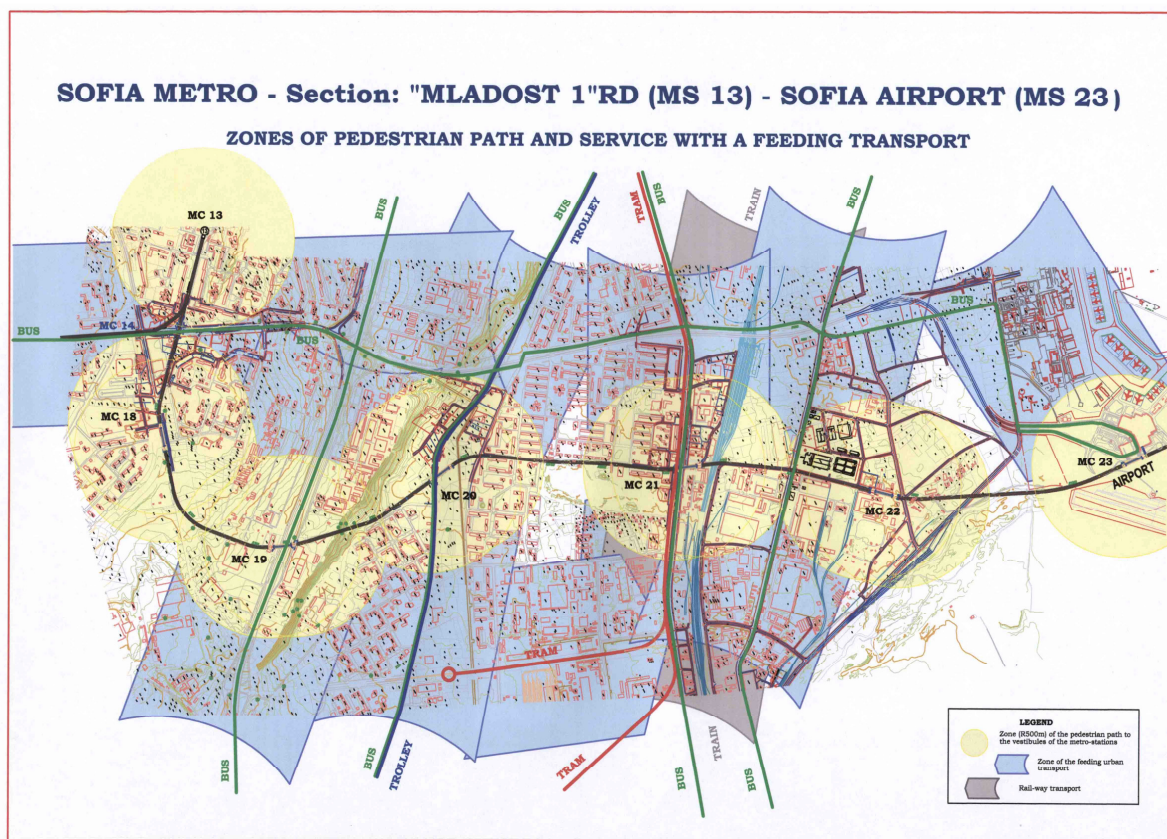 SOFIA METRO - Section: "MLADOST 1"RD (MS 13) - SOFIA AIRPORT (MS 23)
ZONES OF PEDESTRIAN PATH AND SERVICE WITH A FEEDING TRANSPORT
MC 13
BUS
BUS
TROLLEY
TRAM
BUS
TRAIN
BUS
BUS
MC 14
BUS
BUS
MC 18
MC 19
MC 20
MC 21
MC 22
MC 23
AIRPORT
TRAM
TRAM
BUS
BUS
TROLLEY
BUS
TRAIN
BUS
LEGEND
Zone (R500m) of the pedestrian path to
the vestibules of the metro-stations
Zone of the feeding urban
transport
Rail-way transport